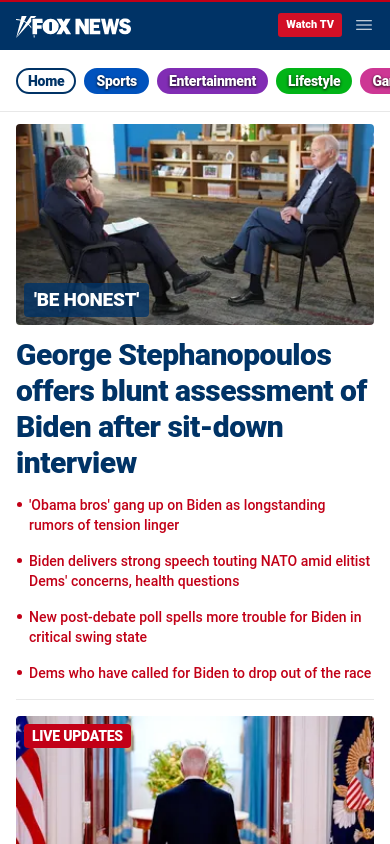 FOX NEWS
Watch TV
Home
Sports
Entertainment
Lifestyle
'BE HONEST'
George Stephanopoulos
offers blunt assessment of
Biden after sit-down
interview
'Obama bros' gang up on Biden as longstanding
rumors of tension linger
Biden delivers strong speech touting NATO amid elitist
Dems' concerns, health questions
New post-debate poll spells more trouble for Biden in
critical swing state
Dems who have called for Biden to drop out of the race
LIVE UPDATES